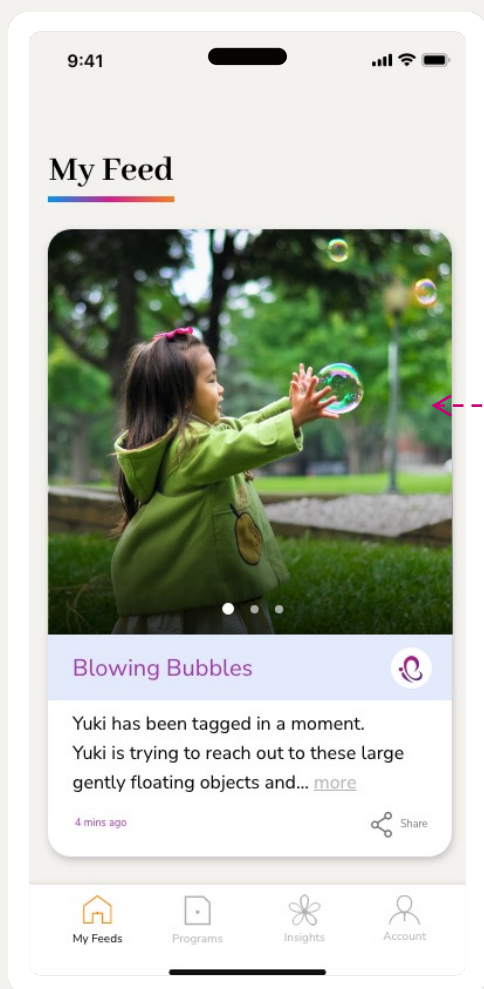 9:41
My Feed
Blowing Bubbles
Yuki has been tagged in a moment.
Yuki is trying to reach out to these large
gently floating objects and... more
4 mins ago
Share
My Feeds
Programs
Insights
Account